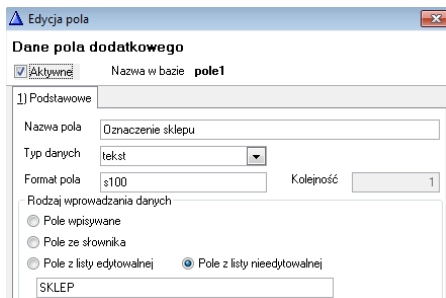 Edycja pola
Dane pola dodatkowego
Aktywne Nazwa w bazie pole1
1) Podstawowe
Nazwa pola Oznaczenie sklepu
Typ danych tekst
Format pola s100 Kolejność 1
Rodzaj wprowadzania danych
Pole wpisywane
Pole ze słownika
Pole z listy edytowalnej Pole z listy nieedytowalnej
SKLEP